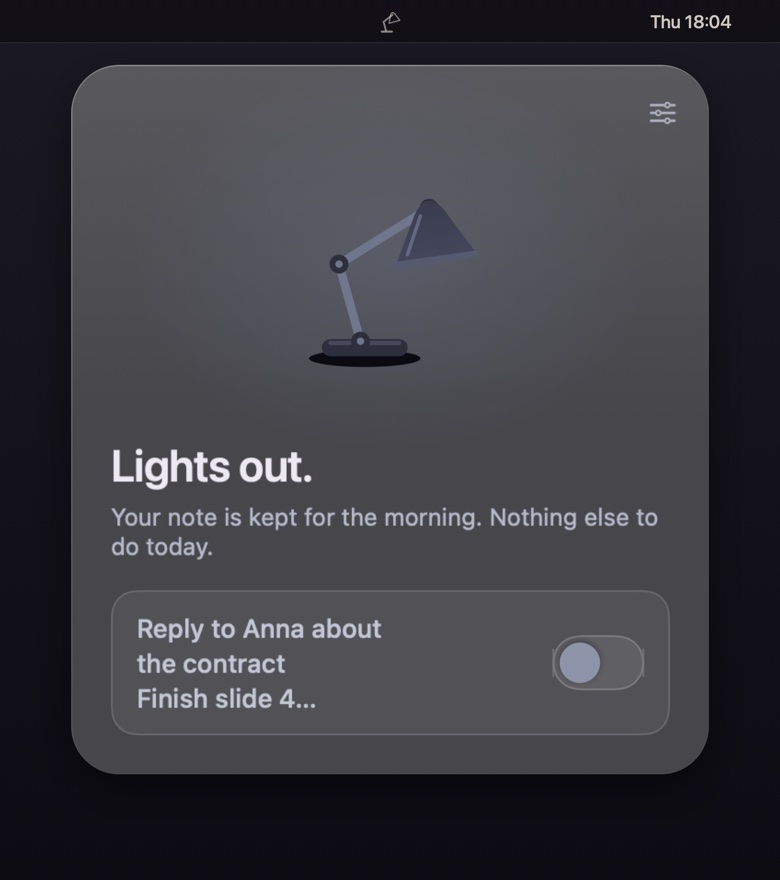 Thu 18:04
Lights out.
Your note is kept for the morning. Nothing else to
do today.
Reply to Anna about
the contract
Finish slide 4...